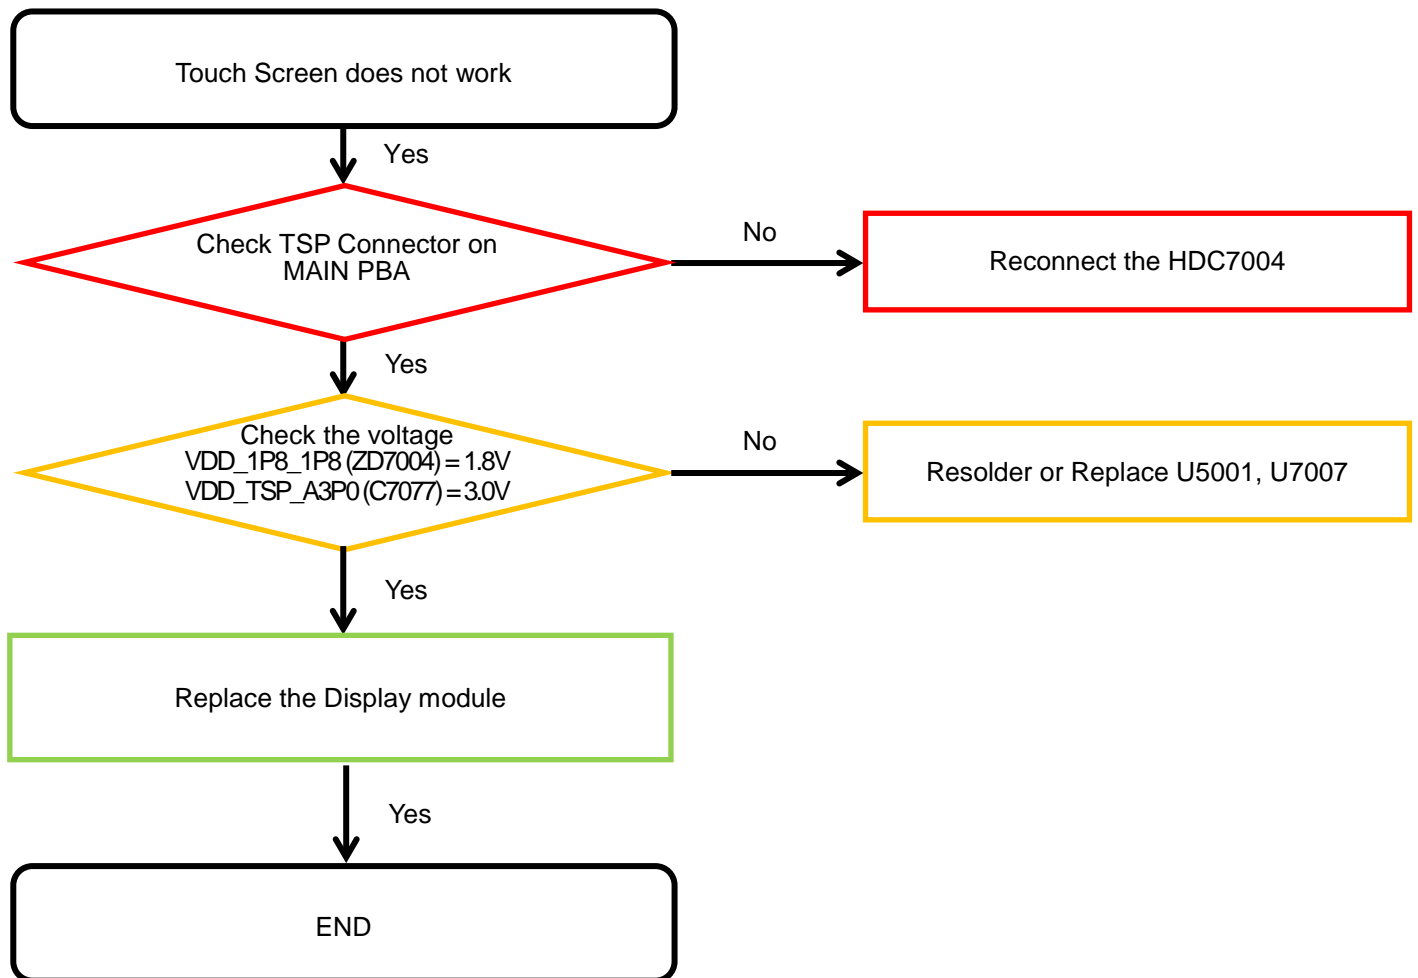 Touch Screen does not work
Yes
Check TSP Connector on
MAIN PBA
No
Reconnect the HDC7004
Yes
Check the voltage
VDD_1P8_1P8 (ZD7004) = 1.8V
VDD_TSP_A3P0 (C7077) = 3.0V
No
Resolder or Replace U5001, U7007
Yes
Replace the Display module
Yes
END